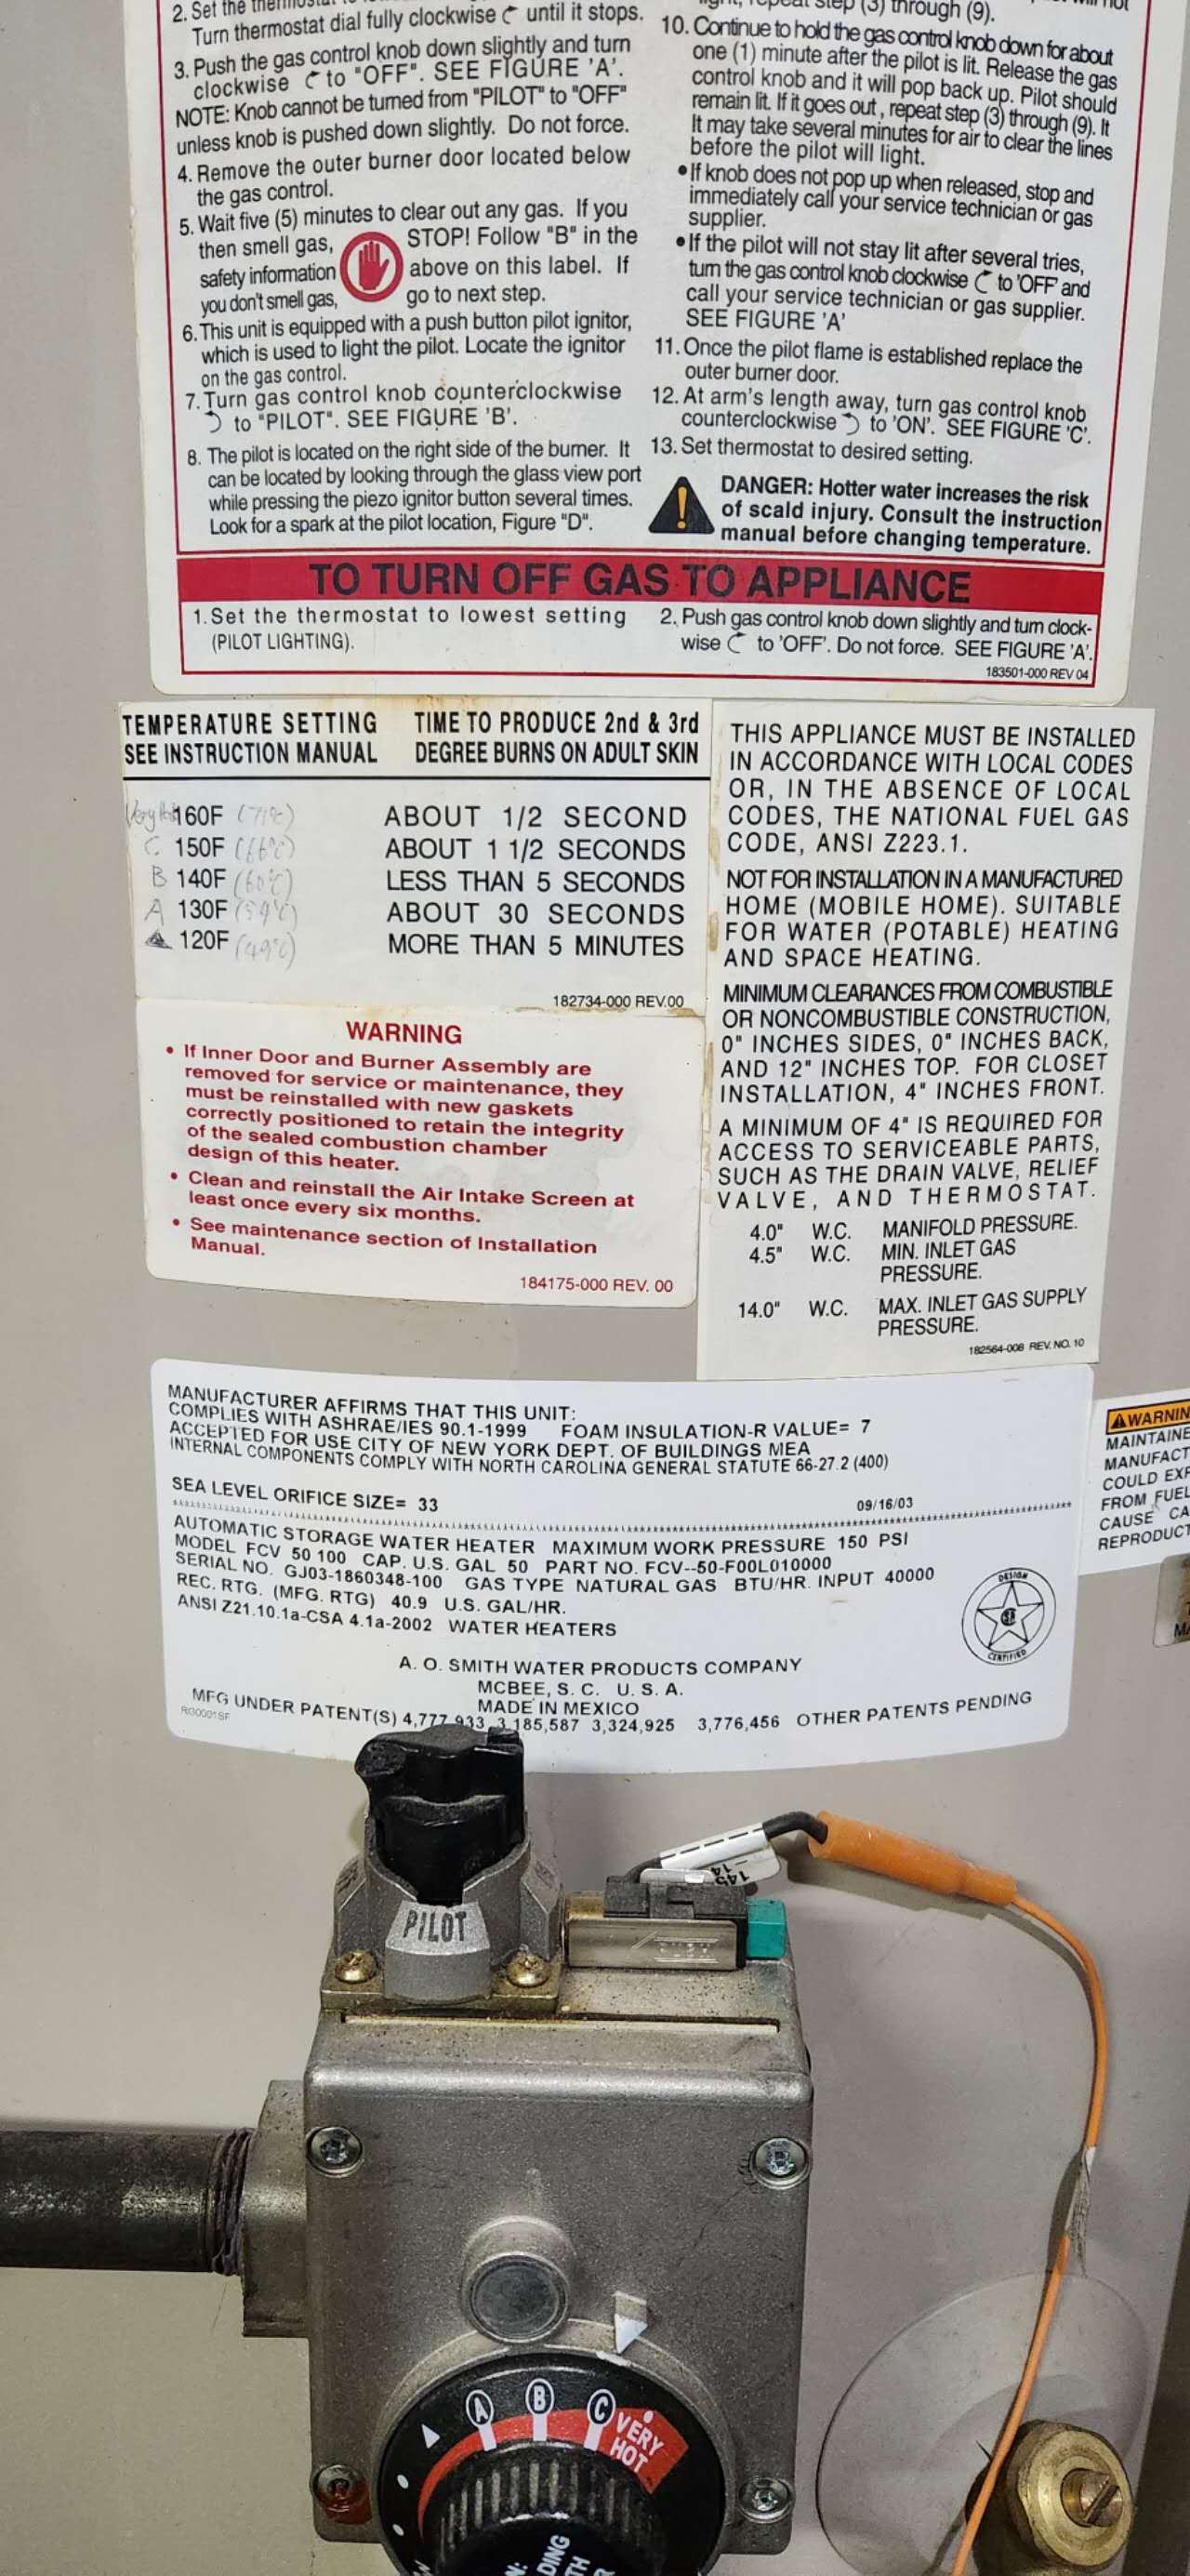 2. Set the thermostat to
Turn thermostat dial fully clockwise until it stops.
3. Push the gas control knob down slightly and turn
clockwise to "OFF". SEE FIGURE 'A'.
NOTE: Knob cannot be turned from "PILOT" to "OFF"
unless knob is pushed down slightly. Do not force.
4. Remove the outer burner door located below
the gas control.
5. Wait five (5) minutes to clear out any gas. If you
then smell gas, STOP! Follow "B" in the
safety information above on this label. If
you don't smell gas, go to next step.
6. This unit is equipped with a push button pilot ignitor,
which is used to light the pilot. Locate the ignitor
on the gas control.
7. Turn gas control knob counterclockwise
to "PILOT". SEE FIGURE 'B'.
8. The pilot is located on the right side of the burner. It
can be located by looking through the glass view port
while pressing the piezo ignitor button several times.
Look for a spark at the pilot location, Figure "D".
light, repeat step (3) through (9).
10. Continue to hold the gas control knob down for about
one (1) minute after the pilot is lit. Release the gas
control knob and it will pop back up. Pilot should
remain lit. If it goes out, repeat step (3) through (9). It
It may take several minutes for air to clear the lines
before the pilot will light.
• If knob does not pop up when released, stop and
immediately call your service technician or gas
supplier.
• If the pilot will not stay lit after several tries,
turn the gas control knob clockwise to 'OFF' and
call your service technician or gas supplier.
SEE FIGURE 'A'
11. Once the pilot flame is established replace the
outer burner door.
12. At arm's length away, turn gas control knob
counterclockwise to 'ON'. SEE FIGURE 'C'.
13. Set thermostat to desired setting.
DANGER: Hotter water increases the risk
of scald injury. Consult the instruction
manual before changing temperature.
TO TURN OFF GAS TO APPLIANCE
1. Set the thermostat to lowest setting
(PILOT LIGHTING).
2. Push gas control knob down slightly and turn clock-
wise to 'OFF'. Do not force. SEE FIGURE 'A'.
183501-000 REV 04
TEMPERATURE SETTING TIME TO PRODUCE 2nd & 3rd
SEE INSTRUCTION MANUAL DEGREE BURNS ON ADULT SKIN
Very Hot 160F (71°C) ABOUT 1/2 SECOND
C 150F (66°C) ABOUT 1 1/2 SECONDS
B 140F (60°C) LESS THAN 5 SECONDS
A 130F (54°C) ABOUT 30 SECONDS
120F (49°C) MORE THAN 5 MINUTES
182734-000 REV.00
WARNING
• If Inner Door and Burner Assembly are
removed for service or maintenance, they
must be reinstalled with new gaskets
correctly positioned to retain the integrity
of the sealed combustion chamber
design of this heater.
• Clean and reinstall the Air Intake Screen at
least once every six months.
• See maintenance section of Installation
Manual.
184175-000 REV. 00
THIS APPLIANCE MUST BE INSTALLED
IN ACCORDANCE WITH LOCAL CODES
OR, IN THE ABSENCE OF LOCAL
CODES, THE NATIONAL FUEL GAS
CODE, ANSI Z223.1.
NOT FOR INSTALLATION IN A MANUFACTURED
HOME (MOBILE HOME). SUITABLE
FOR WATER (POTABLE) HEATING
AND SPACE HEATING.
MINIMUM CLEARANCES FROM COMBUSTIBLE
OR NONCOMBUSTIBLE CONSTRUCTION,
0" INCHES SIDES, 0" INCHES BACK,
AND 12" INCHES TOP. FOR CLOSET
INSTALLATION, 4" INCHES FRONT.
A MINIMUM OF 4" IS REQUIRED FOR
ACCESS TO SERVICEABLE PARTS,
SUCH AS THE DRAIN VALVE, RELIEF
VALVE, AND THERMOSTAT.
4.0" W.C. MANIFOLD PRESSURE.
4.5" W.C. MIN. INLET GAS
PRESSURE.
14.0" W.C. MAX. INLET GAS SUPPLY
PRESSURE.
182564-008 REV. NO. 10
MANUFACTURER AFFIRMS THAT THIS UNIT:
COMPLIES WITH ASHRAE/IES 90.1-1999 FOAM INSULATION-R VALUE= 7
ACCEPTED FOR USE CITY OF NEW YORK DEPT. OF BUILDINGS MEA
INTERNAL COMPONENTS COMPLY WITH NORTH CAROLINA GENERAL STATUTE 66-27.2 (400)
SEA LEVEL ORIFICE SIZE= 33 09/16/03
AUTOMATIC STORAGE WATER HEATER MAXIMUM WORK PRESSURE 150 PSI
MODEL FCV 50 100 CAP. U.S. GAL 50 PART NO. FCV--50-F00L010000
SERIAL NO. GJ03-1860348-100 GAS TYPE NATURAL GAS BTU/HR. INPUT 40000
REC. RTG. (MFG. RTG) 40.9 U.S. GAL/HR.
ANSI Z21.10.1a-CSA 4.1a-2002 WATER HEATERS
DESIGN
CERTIFIED
A. O. SMITH WATER PRODUCTS COMPANY
MCBEE, S. C. U. S. A.
MADE IN MEXICO
MFG UNDER PATENT(S) 4,777,933 3,185,587 3,324,925 3,776,456 OTHER PATENTS PENDING
RG0001SF
WARNIN
MAINTAINE
MANUFACT
COULD EXP
FROM FUEL
CAUSE CA
REPRODUCT
PILOT
A B C VERY
HOT